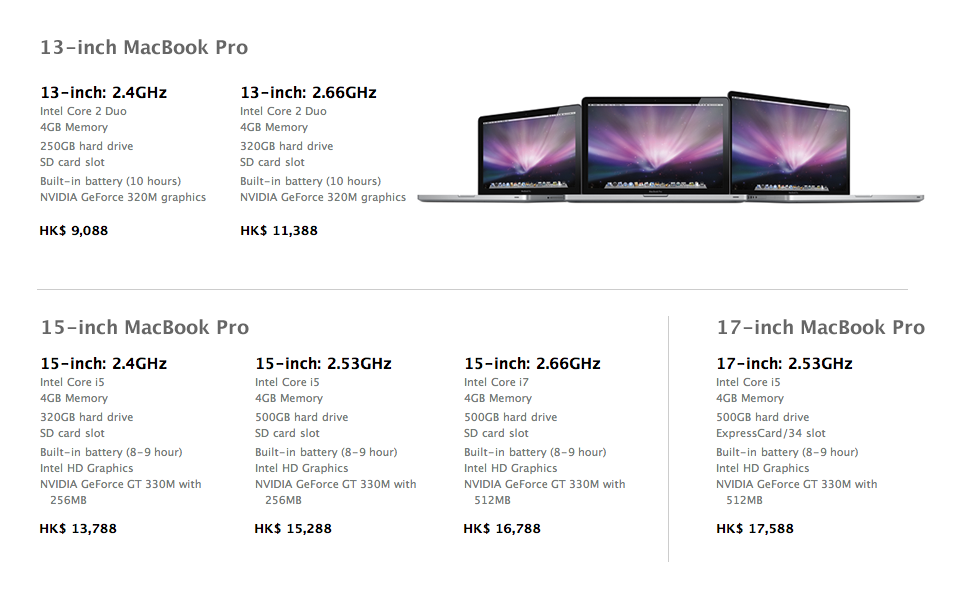 13-inch MacBook Pro
13-inch: 2.4GHz
Intel Core 2 Duo
4GB Memory
250GB hard drive
SD card slot
Built-in battery (10 hours)
NVIDIA GeForce 320M graphics
HK$ 9,088
13-inch: 2.66GHz
Intel Core 2 Duo
4GB Memory
320GB hard drive
SD card slot
Built-in battery (10 hours)
NVIDIA GeForce 320M graphics
HK$ 11,388
15-inch MacBook Pro
15-inch: 2.4GHz
Intel Core i5
4GB Memory
320GB hard drive
SD card slot
Built-in battery (8-9 hour)
Intel HD Graphics
NVIDIA GeForce GT 330M with
256MB
HK$ 13,788
15-inch: 2.53GHz
Intel Core i5
4GB Memory
500GB hard drive
SD card slot
Built-in battery (8-9 hour)
Intel HD Graphics
NVIDIA GeForce GT 330M with
256MB
HK$ 15,288
15-inch: 2.66GHz
Intel Core i7
4GB Memory
500GB hard drive
SD card slot
Built-in battery (8-9 hour)
Intel HD Graphics
NVIDIA GeForce GT 330M with
512MB
HK$ 16,788
17-inch MacBook Pro
17-inch: 2.53GHz
Intel Core i5
4GB Memory
500GB hard drive
ExpressCard/34 slot
Built-in battery (8-9 hour)
Intel HD Graphics
NVIDIA GeForce GT 330M with
512MB
HK$ 17,588